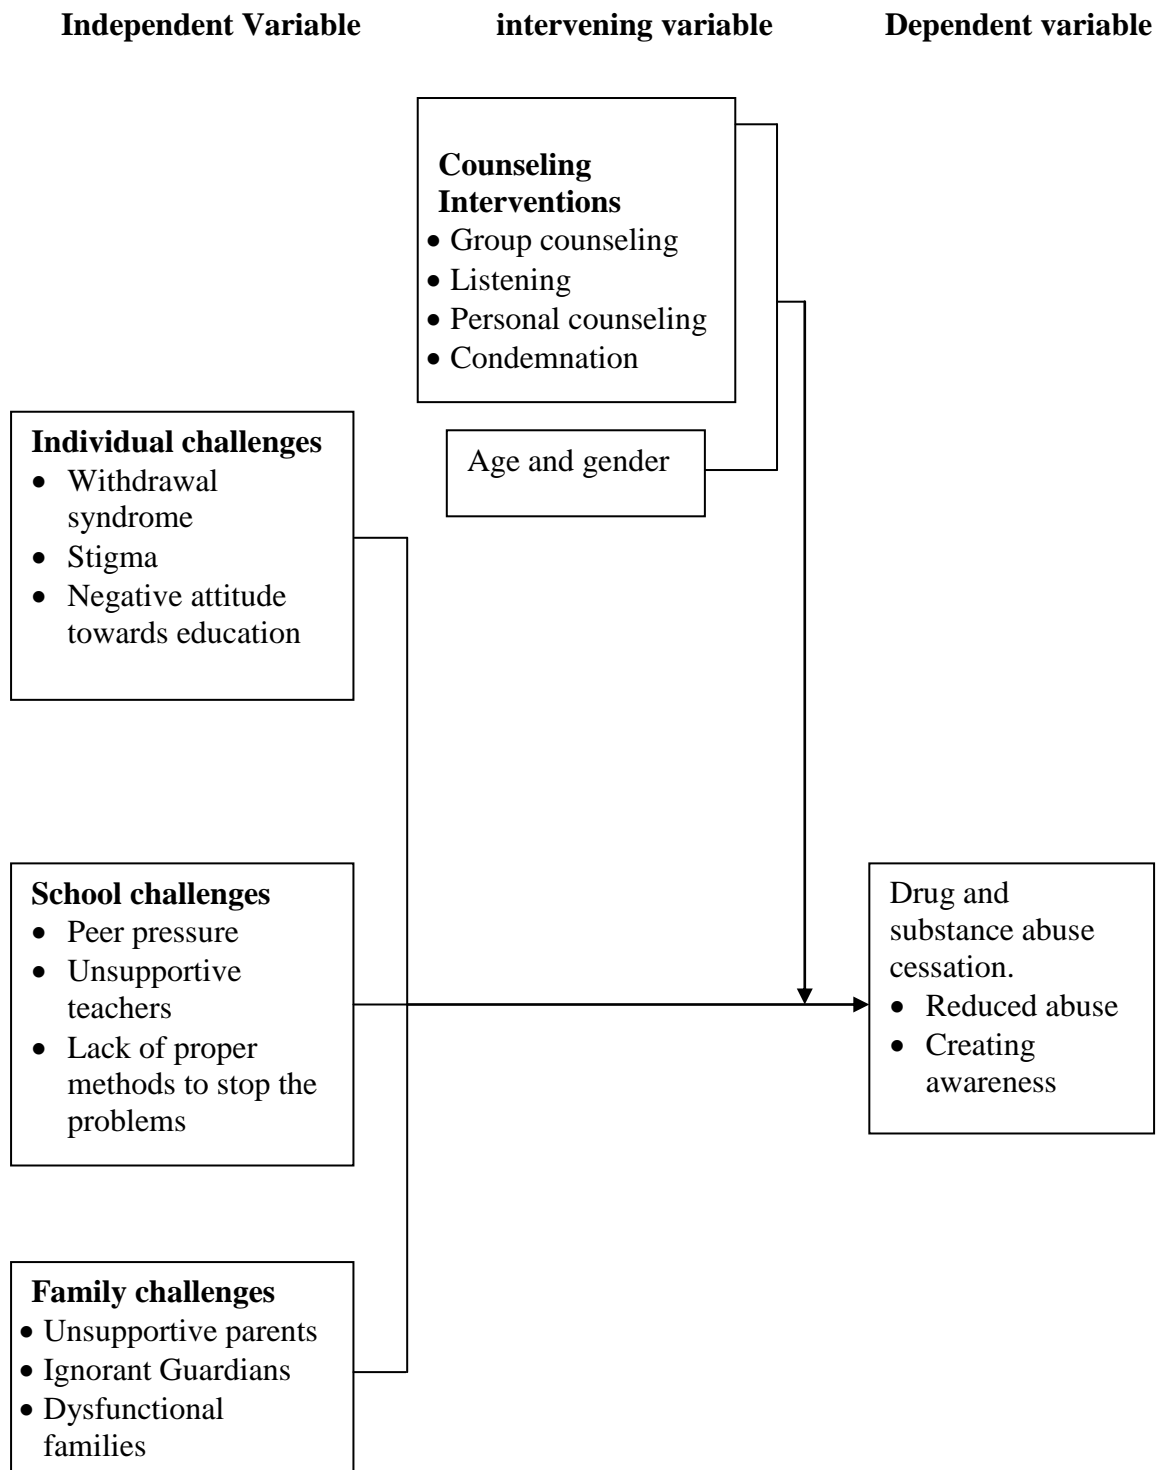 Independent Variable
intervening variable
Dependent variable
Counseling
Interventions
• Group counseling
• Listening
• Personal counseling
• Condemnation
Age and gender
Individual challenges
• Withdrawal
syndrome
• Stigma
• Negative attitude
towards education
School challenges
• Peer pressure
• Unsupportive
teachers
• Lack of proper
methods to stop the
problems
Drug and
substance abuse
cessation.
• Reduced abuse
• Creating
awareness
Family challenges
• Unsupportive parents
• Ignorant Guardians
• Dysfunctional
families